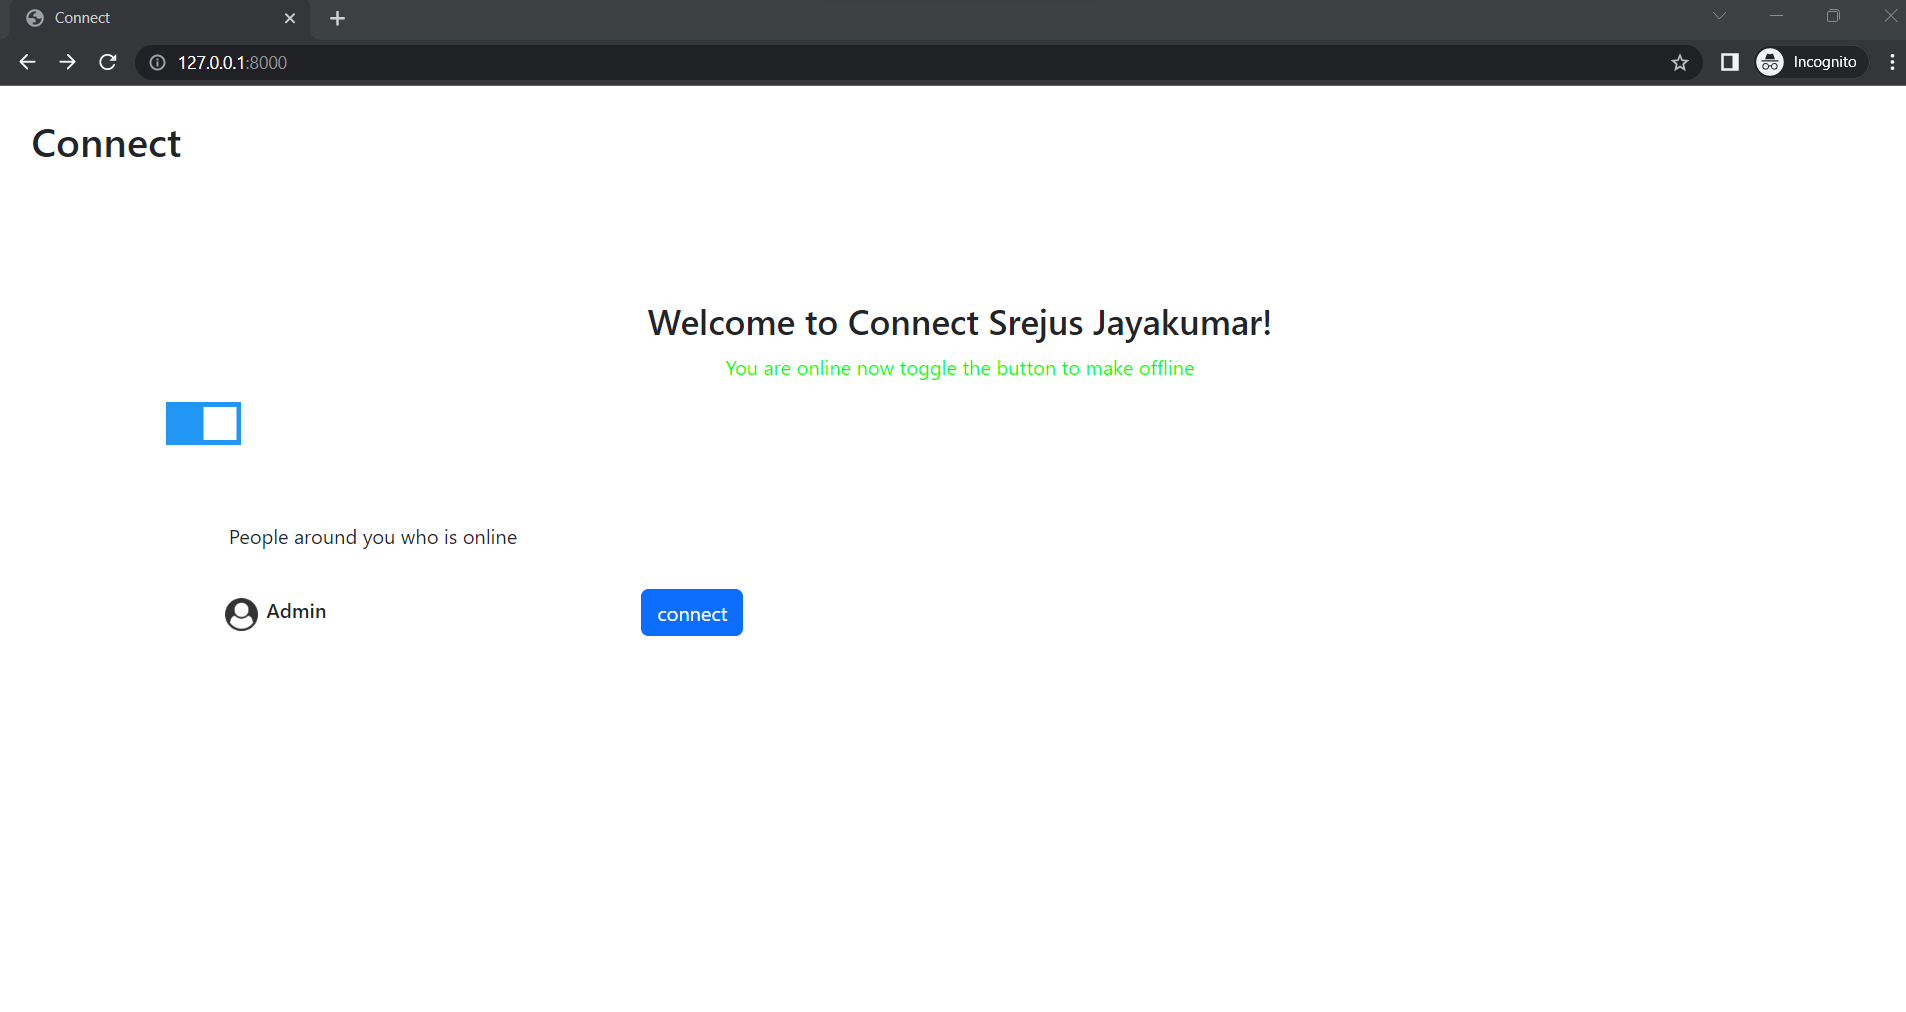 Connect
127.0.0.1:8000
Incognito
Connect
Welcome to Connect Srejus Jayakumar!
You are online now toggle the button to make offline
People around you who is online
Admin
connect